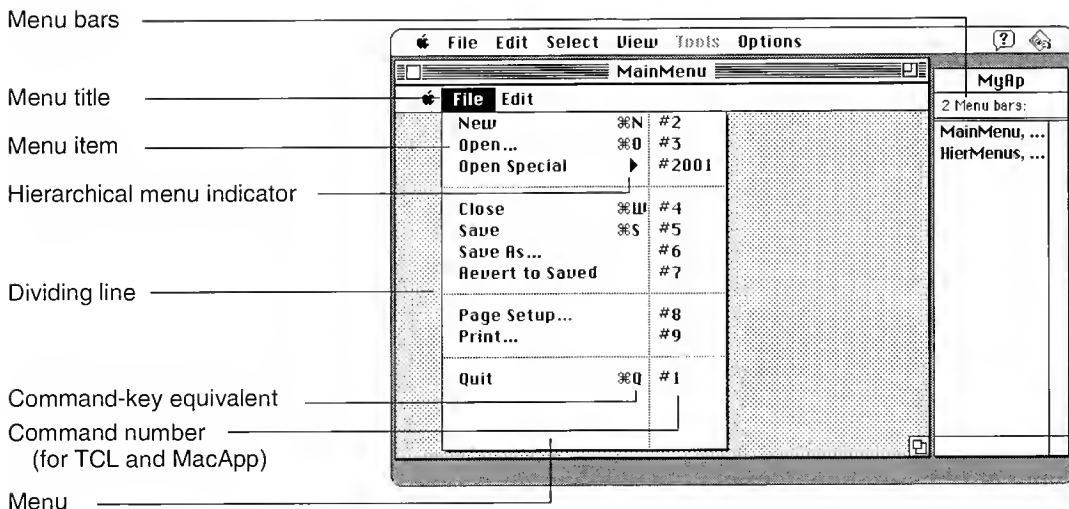 Menu bars
File Edit Select View Tools Options
MainMenu
MyAp
Menu title
File Edit
2 Menu bars:
New ⌘N #2
MainMenu, ...
Menu item
Open... ⌘O #3
HierMenus, ...
Open Special ▶ #2001
Hierarchical menu indicator
Close ⌘W #4
Save ⌘S #5
Save As... #6
Revert to Saved #7
Dividing line
Page Setup... #8
Print... #9
Quit ⌘Q #1
Command-key equivalent
Command number
(for TCL and MacApp)
Menu